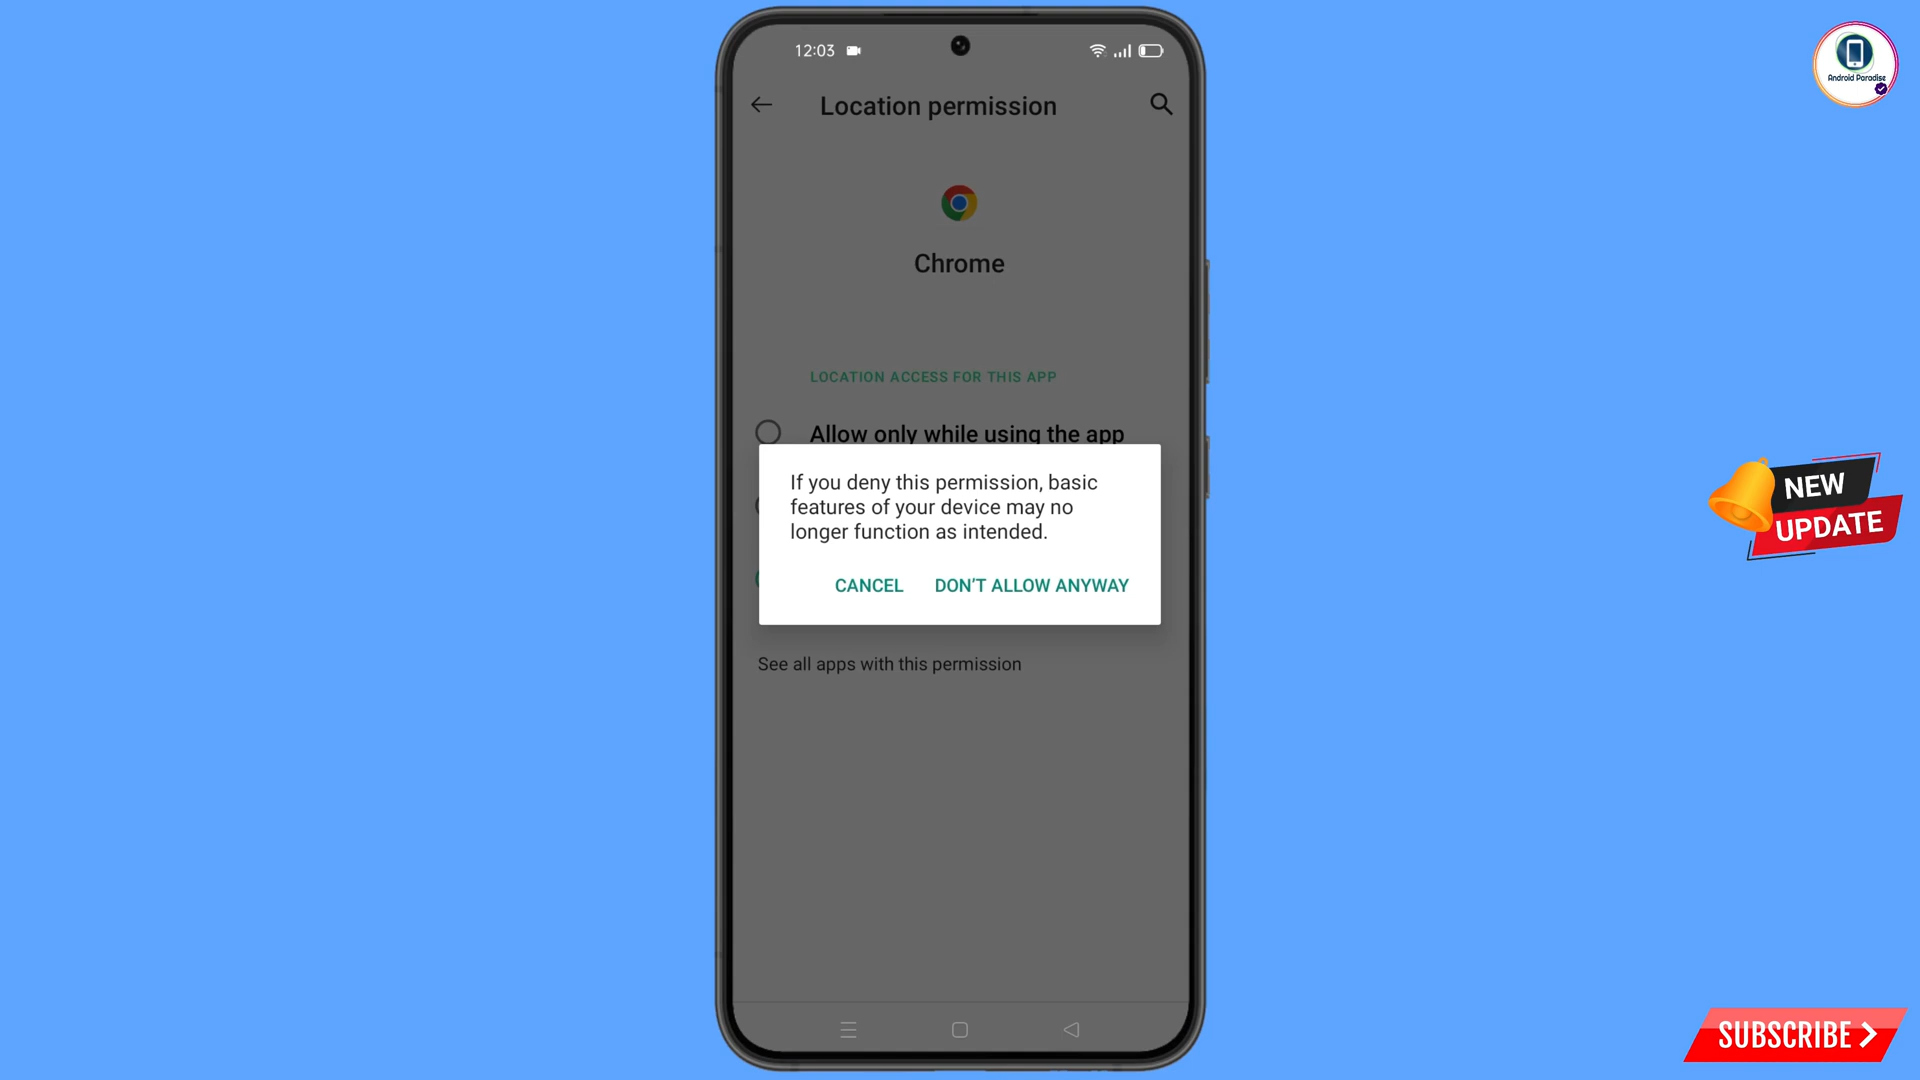 12:03
Location permission
Chrome
LOCATION ACCESS FOR THIS APP
Allow only while using the app
If you deny this permission, basic
features of your device may no
longer function as intended.
CANCEL DON'T ALLOW ANYWAY
See all apps with this permission
Android Paradise
NEW
UPDATE
SUBSCRIBE